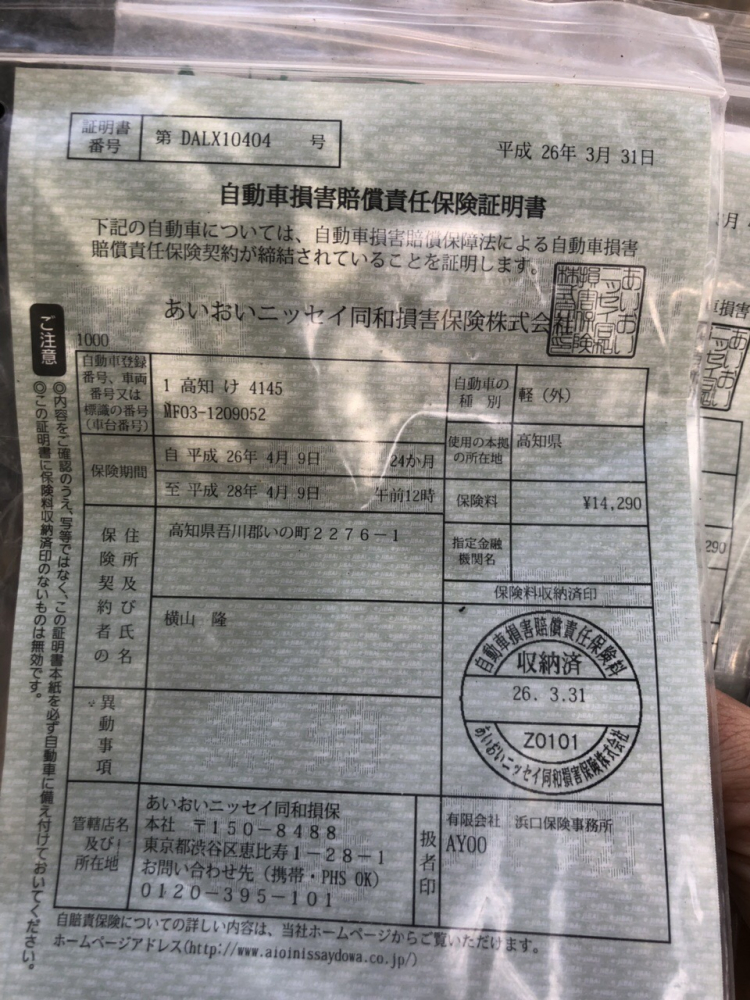 証明書番号 第 DALX10404 号
平成 26年 3月 31日
自動車損害賠償責任保険証明書
下記の自動車については、自動車損害賠償保障法による自動車損害
賠償責任保険契約が締結されていることを証明します。
あいおいニッセイ同和損害保険株式会社
あいおい
ニッセイ同和
損害保険
株式会社印
ご注意
◎内容をご確認のうえ、写等ではなく、この証明書本紙を必ず自動車に備え付けておいてください。
◎この証明書に保険料収納済印のないものは無効です。
1000
自動車登録
番号、車両
番号又は
標識の番号
(車台番号)
1 高知 け 4145
MF03-1209052
自動車の
種 別
軽（外）
保険期間
自 平成 26年 4月 9日 24か月
至 平成 28年 4月 9日 午前12時
使用の本拠
の所在地
高知県
保険料
¥14,290
住所及び氏名
保険契約者の
高知県吾川郡いの町２２７６－１
横山 隆
指定金融
機関名
保険料収納済印
自動車損害賠償責任保険料
収納済
26. 3.31
Z0101
あいおいニッセイ同和損害保険株式会社
異動事項
管轄店名
及び
所在地
あいおいニッセイ同和損保
本社 〒１５０－８４８８
東京都渋谷区恵比寿１－２８－１
お問い合わせ先（携帯・PHS OK）
０１２０－３９５－１０１
扱者印
有限会社 浜口保険事務所
AY00
自賠責保険についての詳しい内容は、当社ホームページからご覧いただけます。
ホームページアドレス(http://www.aioinissaydowa.co.jp/)
290